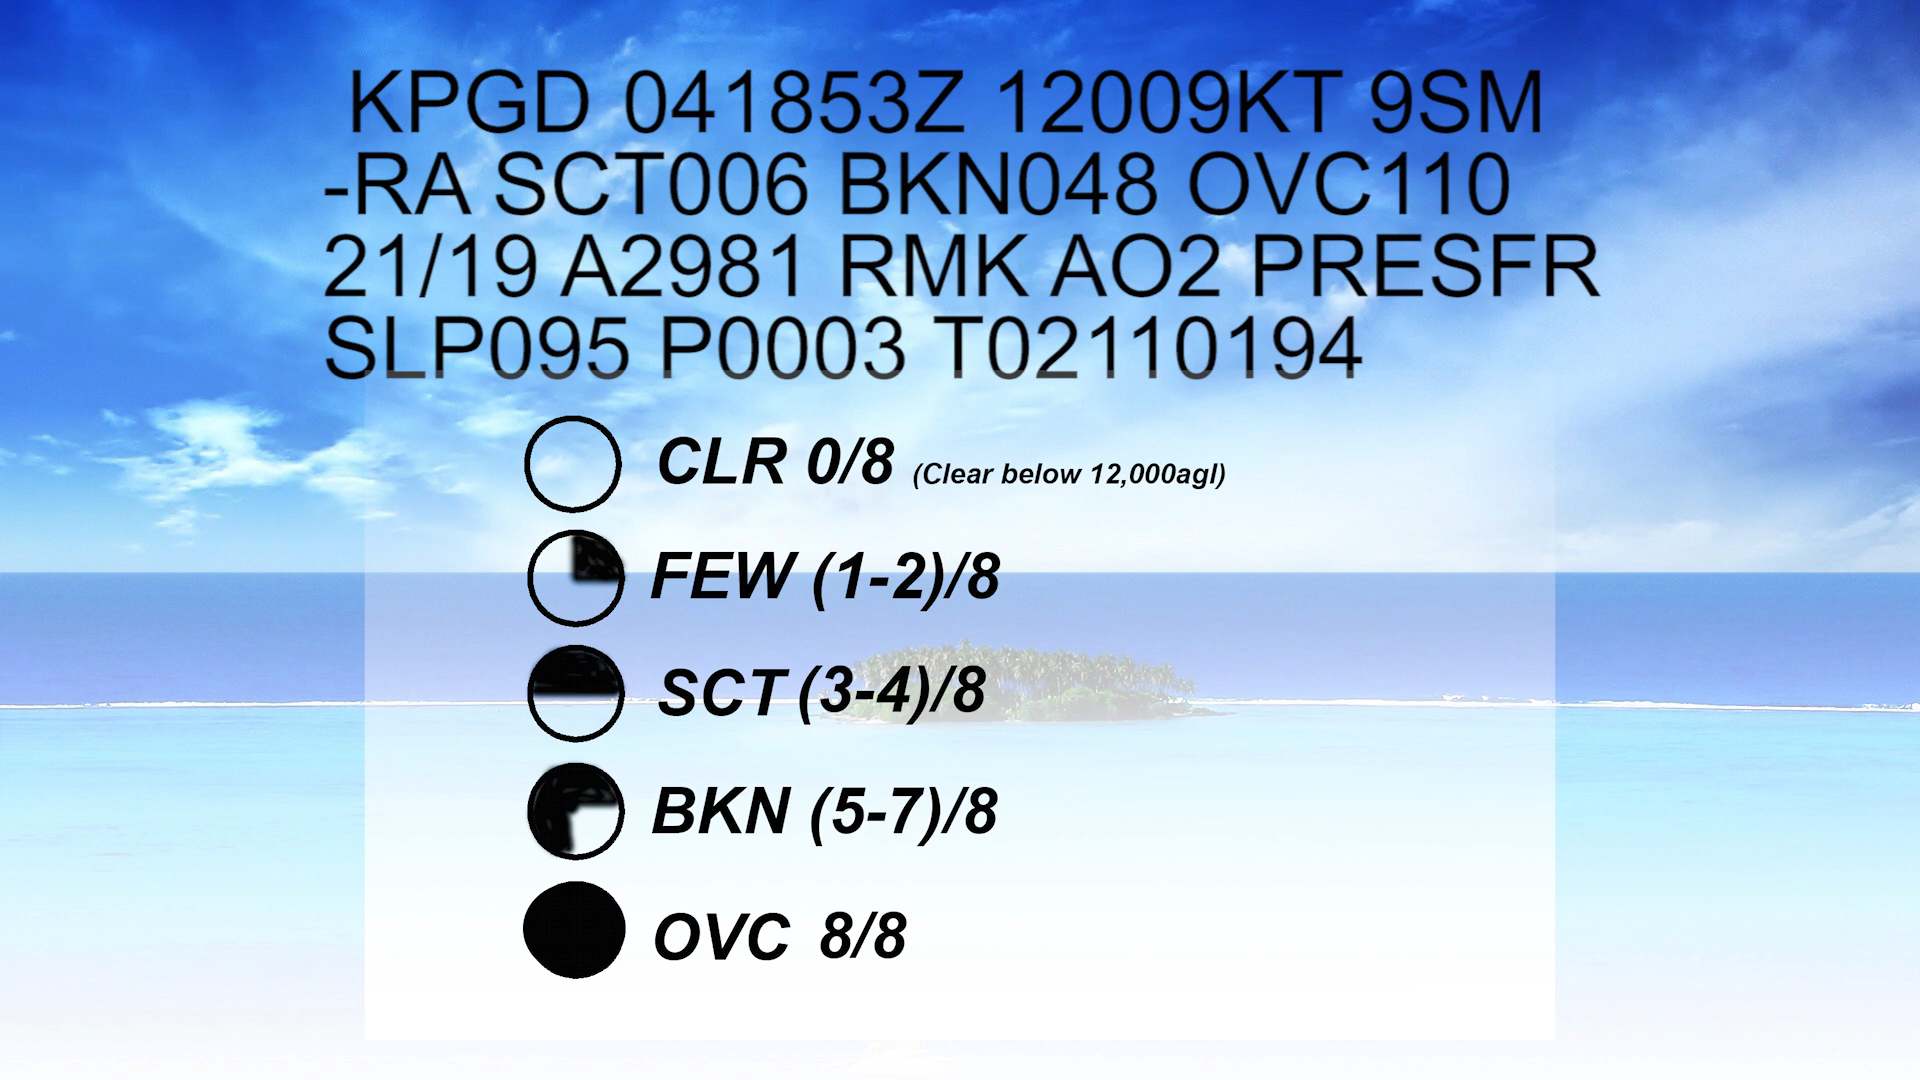 KPGD 041853Z 12009KT 9SM
-RA SCT006 BKN048 OVC110
21/19 A2981 RMK AO2 PRESFR
SLP095 P0003 T02110194
CLR 0/8 (Clear below 12,000agl)
FEW (1-2)/8
SCT (3-4)/8
BKN (5-7)/8
OVC 8/8